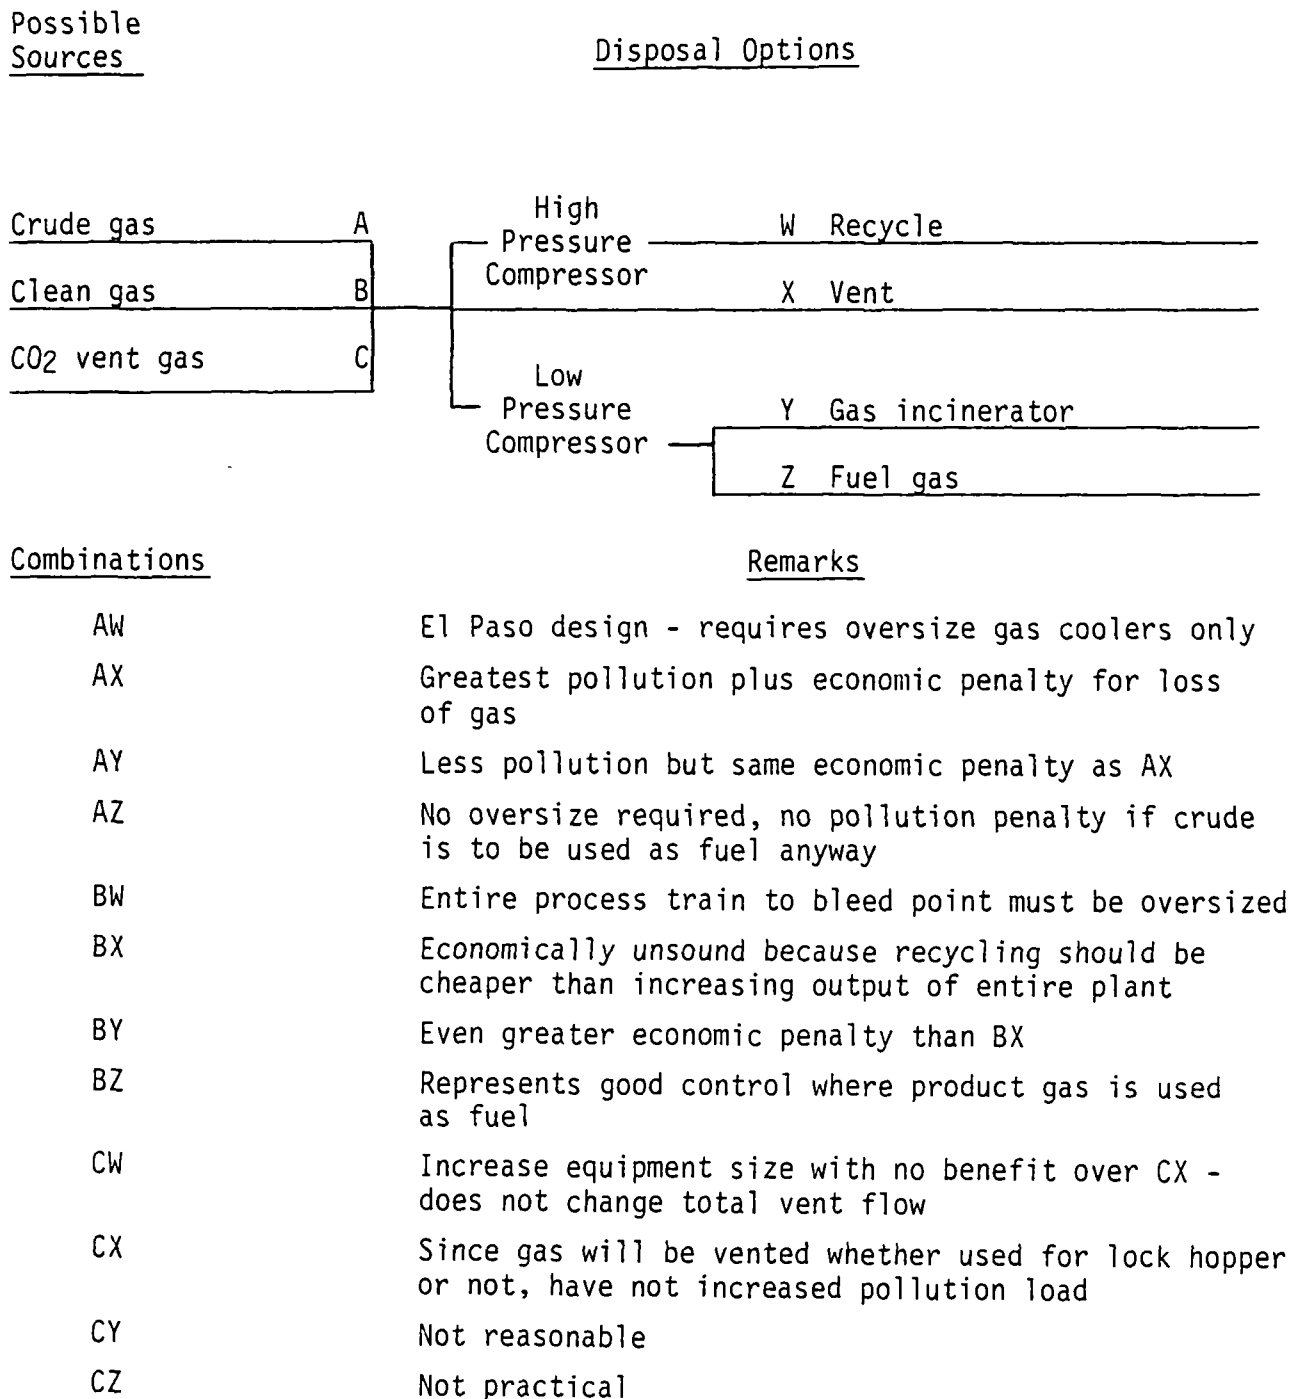 Possible
Sources
Disposal Options
Crude gas A
High
Pressure
Compressor
W Recycle
Clean gas B
X Vent
CO2 vent gas C
Low
Pressure
Compressor
Y Gas incinerator
Z Fuel gas
Combinations Remarks
AW El Paso design - requires oversize gas coolers only
AX Greatest pollution plus economic penalty for loss
of gas
AY Less pollution but same economic penalty as AX
AZ No oversize required, no pollution penalty if crude
is to be used as fuel anyway
BW Entire process train to bleed point must be oversized
BX Economically unsound because recycling should be
cheaper than increasing output of entire plant
BY Even greater economic penalty than BX
BZ Represents good control where product gas is used
as fuel
CW Increase equipment size with no benefit over CX -
does not change total vent flow
CX Since gas will be vented whether used for lock hopper
or not, have not increased pollution load
CY Not reasonable
CZ Not practical